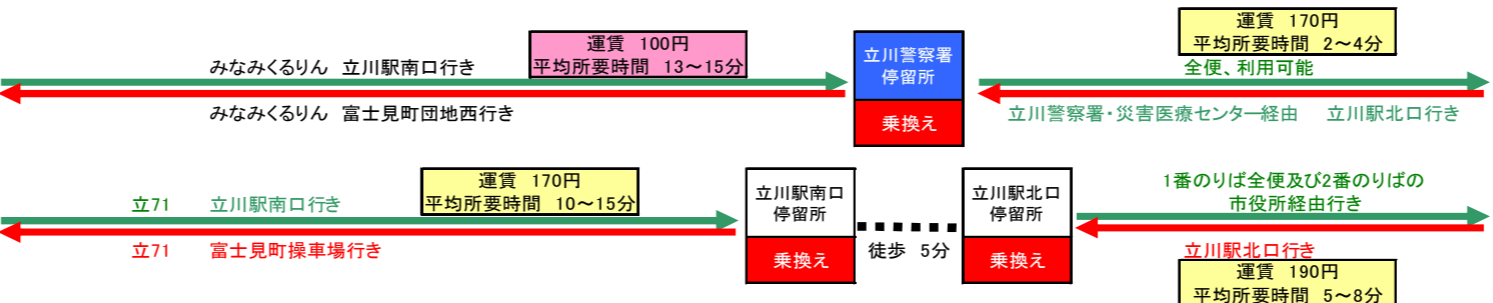 運賃 100円
平均所要時間 13～15分
みなみくるりん 立川駅南口行き
みなみくるりん 富士見町団地西行き
立川警察署
停留所
乗換え
運賃 170円
平均所要時間 2～4分
全便、利用可能
立川警察署・災害医療センター経由 立川駅北口行き
運賃 170円
平均所要時間 10～15分
立71 立川駅南口行き
立71 富士見町操車場行き
立川駅南口
停留所
乗換え
徒歩 5分
立川駅北口
停留所
乗換え
1番のりば全便及び2番のりばの
市役所経由行き
立川駅北口行き
運賃 190円
平均所要時間 5～8分